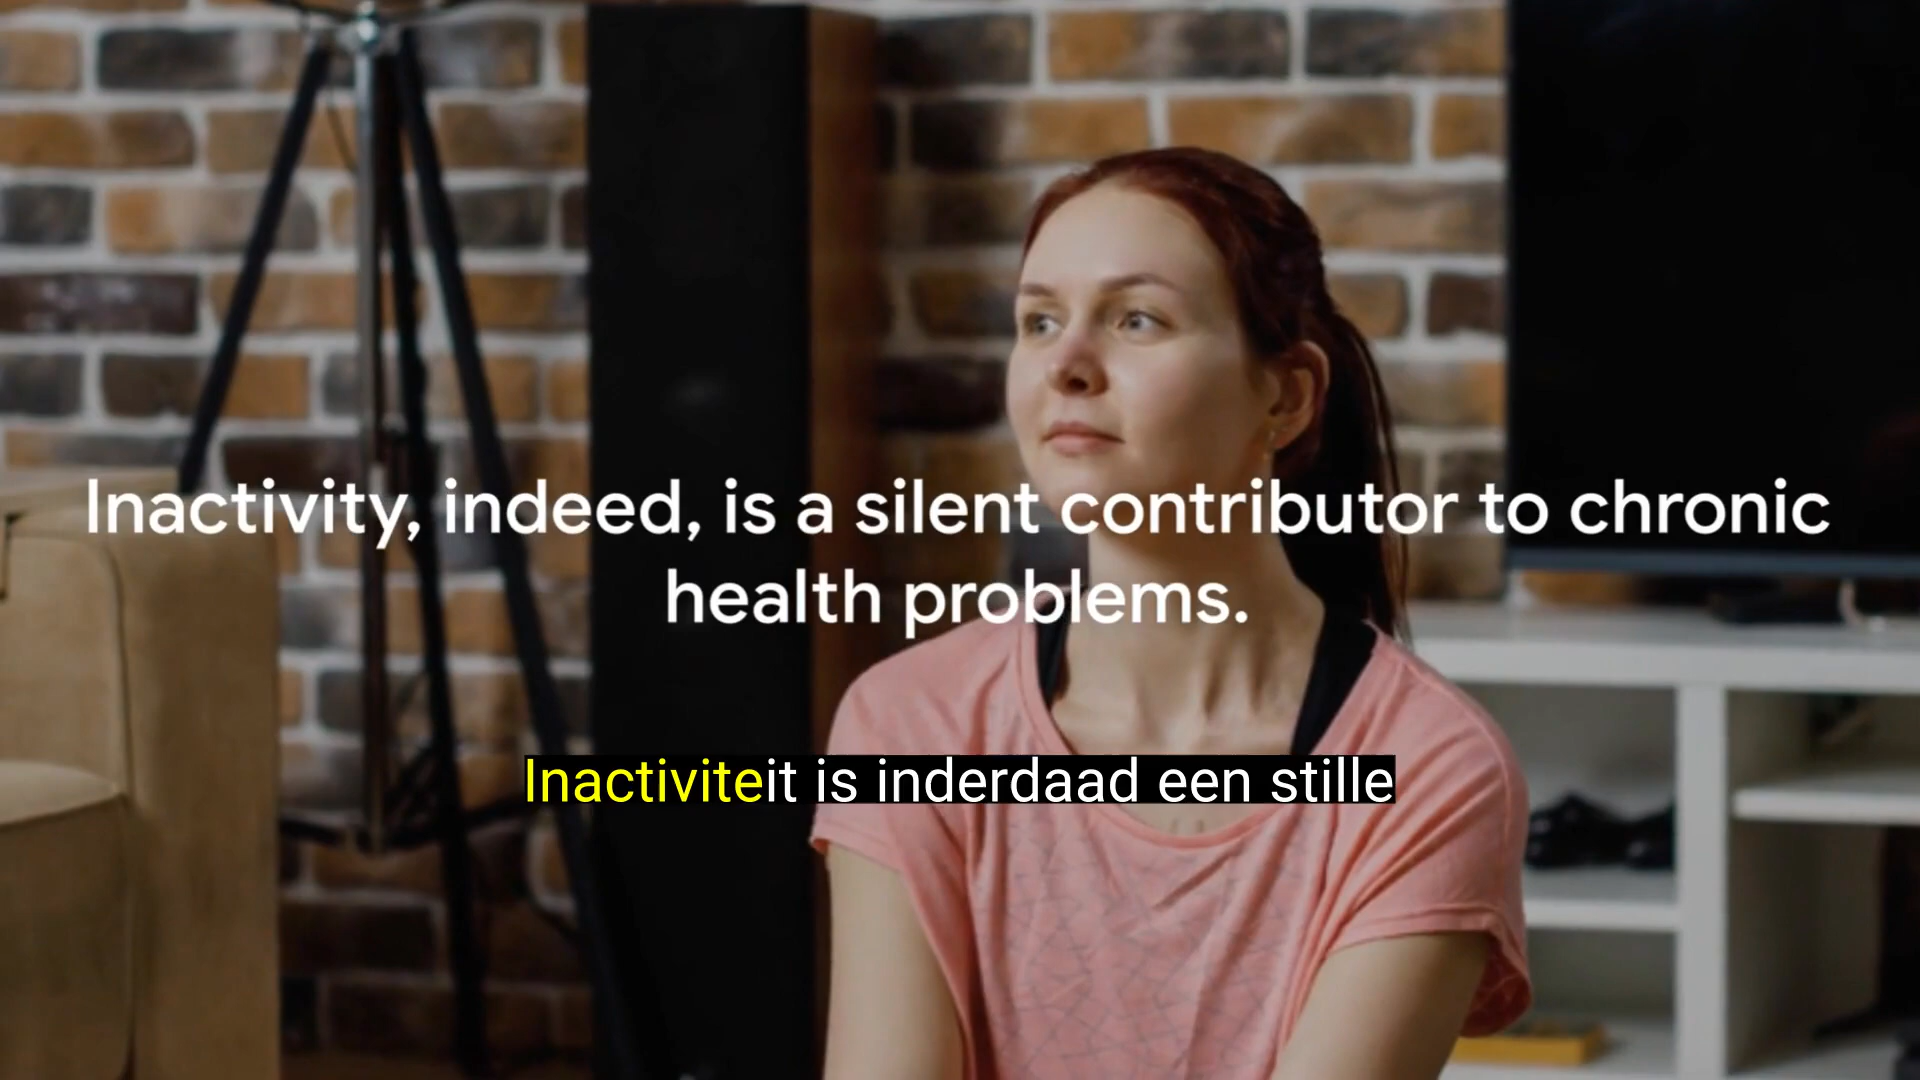 Inactivity, indeed, is a silent contributor to chronic
health problems.
Inactiviteit is inderdaad een stille